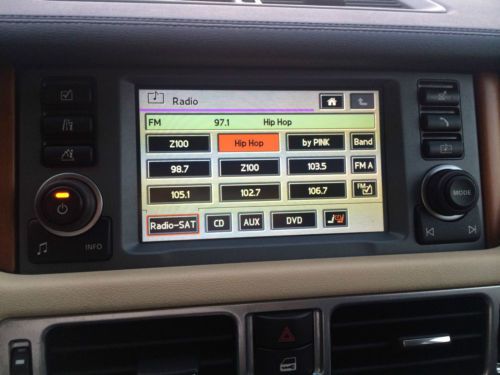 Radio
FM 97.1 Hip Hop
Z100 Hip Hop by PINK Band
98.7 Z100 103.5 FM A
105.1 102.7 106.7 FM
Radio-SAT CD AUX DVD
MODE
INFO